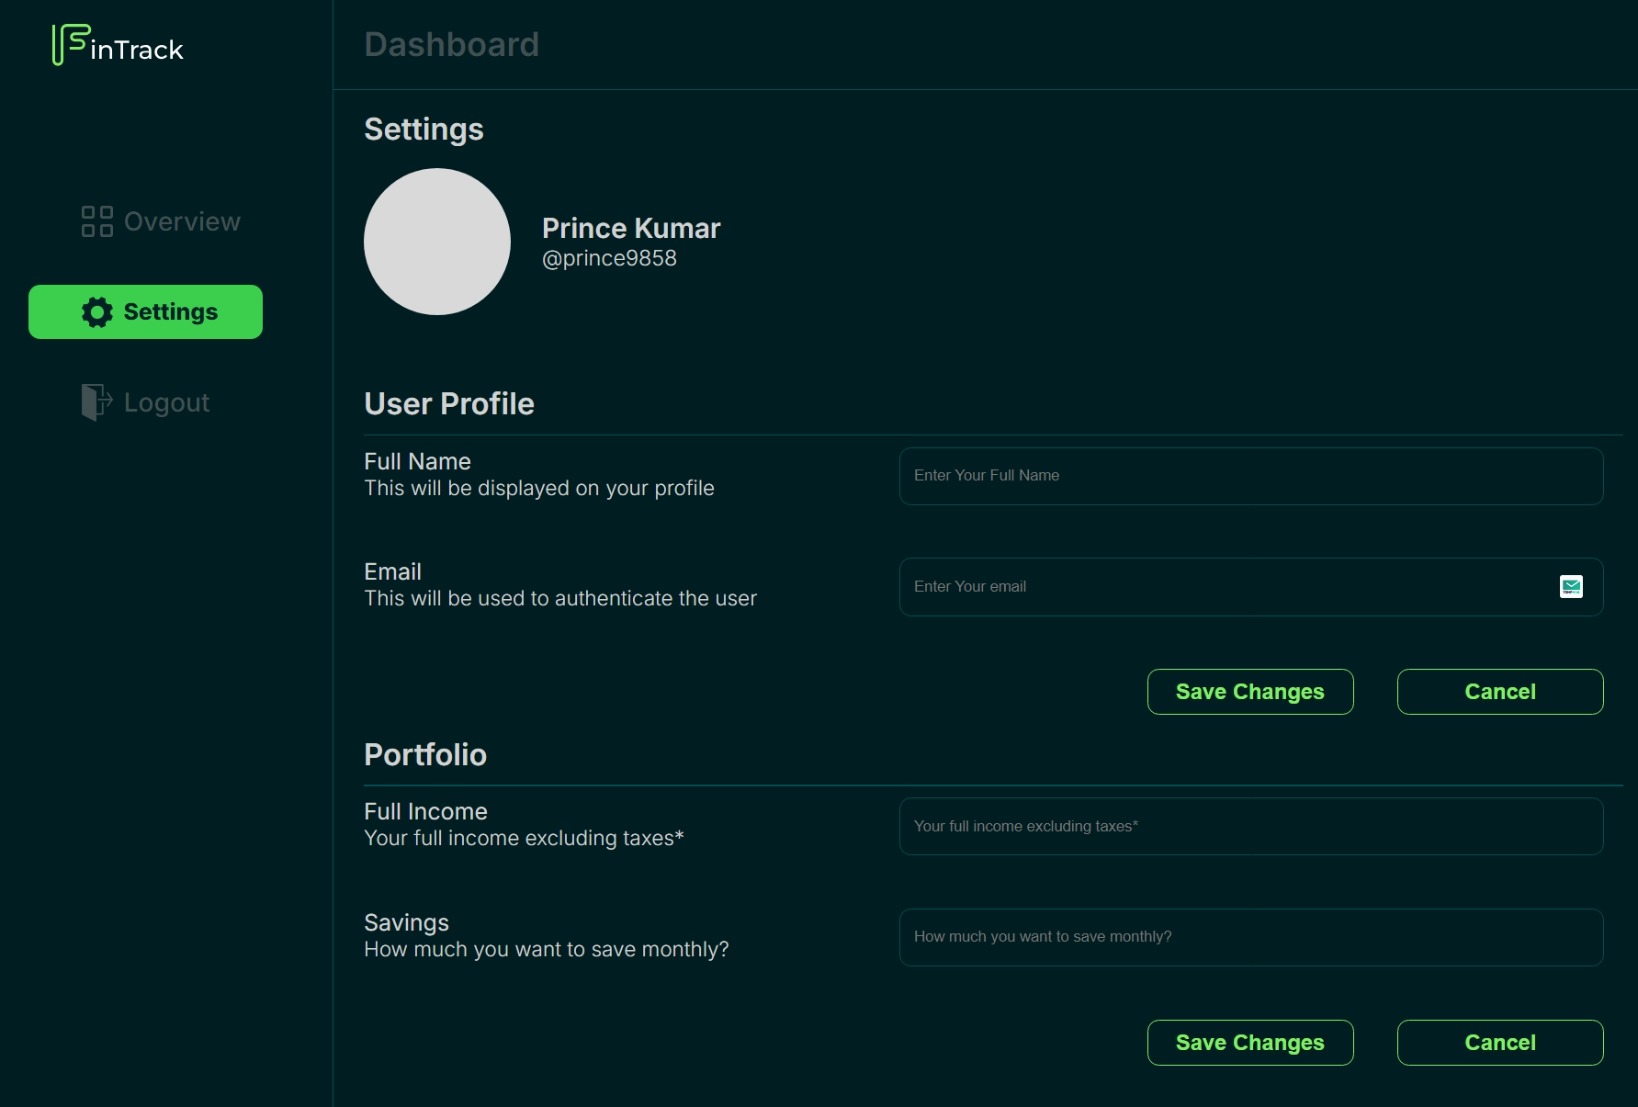 FinTrack
Dashboard
Overview
Settings
Logout
Settings
Prince Kumar
@prince9858
User Profile
Full Name
This will be displayed on your profile
Enter Your Full Name
Email
This will be used to authenticate the user
Enter Your email
Save Changes
Cancel
Portfolio
Full Income
Your full income excluding taxes*
Your full income excluding taxes*
Savings
How much you want to save monthly?
How much you want to save monthly?
Save Changes
Cancel